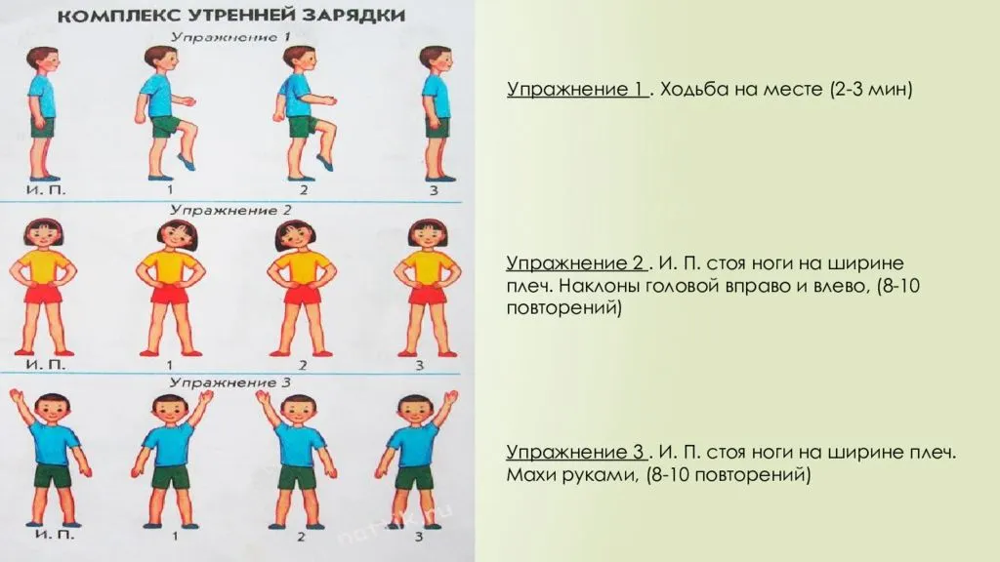 КОМПЛЕКС УТРЕННЕЙ ЗАРЯДКИ
Упражнение 1
И. П. 1 2 3
Упражнение 2
И. П. 1 2 3
Упражнение 3
И. П. 1 2 3
Упражнение 1 . Ходьба на месте (2-3 мин)
Упражнение 2 . И. П. стоя ноги на ширине
плеч. Наклоны головой вправо и влево, (8-10
повторений)
Упражнение 3 . И. П. стоя ноги на ширине плеч.
Махи руками, (8-10 повторений)